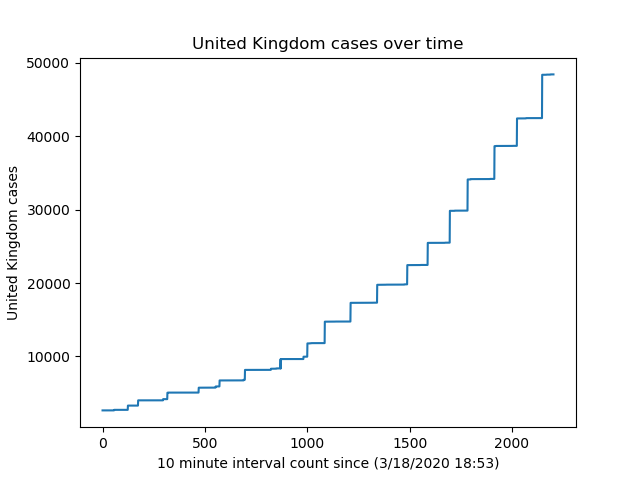 United Kingdom cases over time
50000
40000
30000
20000
10000
United Kingdom cases
0 500 1000 1500 2000
10 minute interval count since (3/18/2020 18:53)